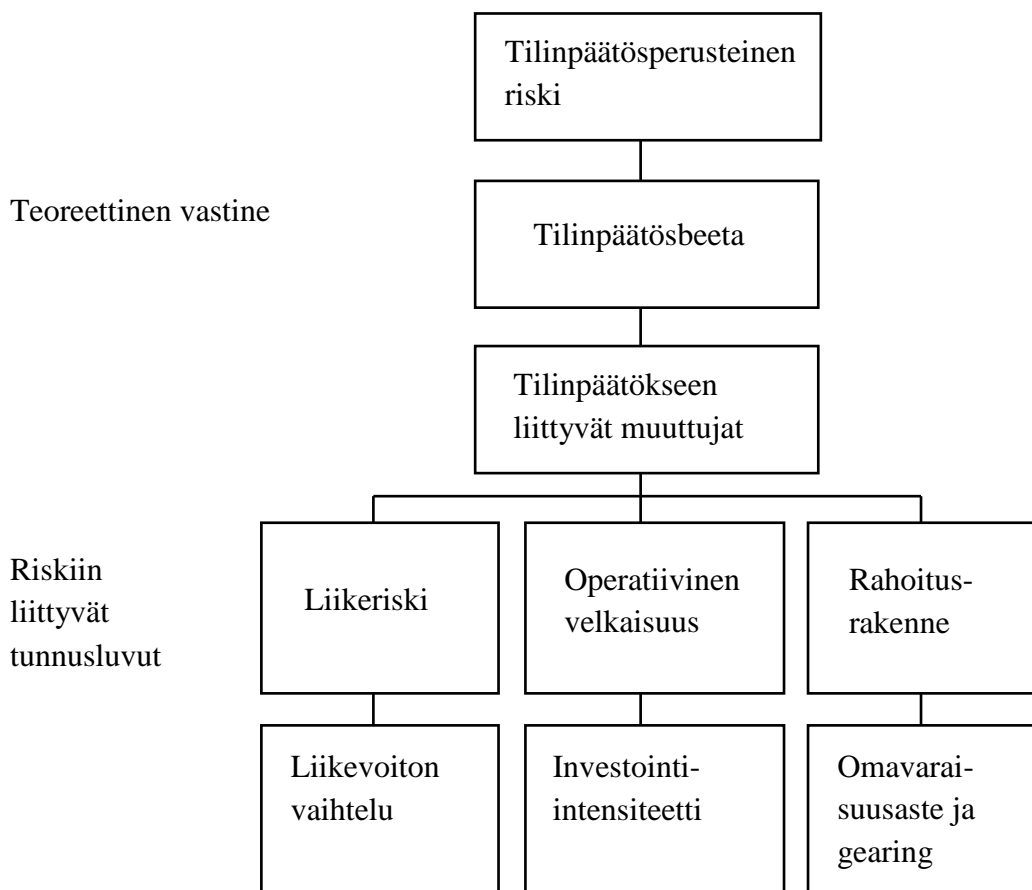 Tilinpäätösperusteinen
riski
Teoreettinen vastine
Tilinpäätösbeeta
Tilinpäätökseen
liittyvät muuttujat
Riskiin
liittyvät
tunnusluvut
Liikeriski
Operatiivinen
velkaisuus
Rahoitus-
rakenne
Liikevoiton
vaihtelu
Investointi-
intensiteetti
Omavarai-
suusaste ja
gearing